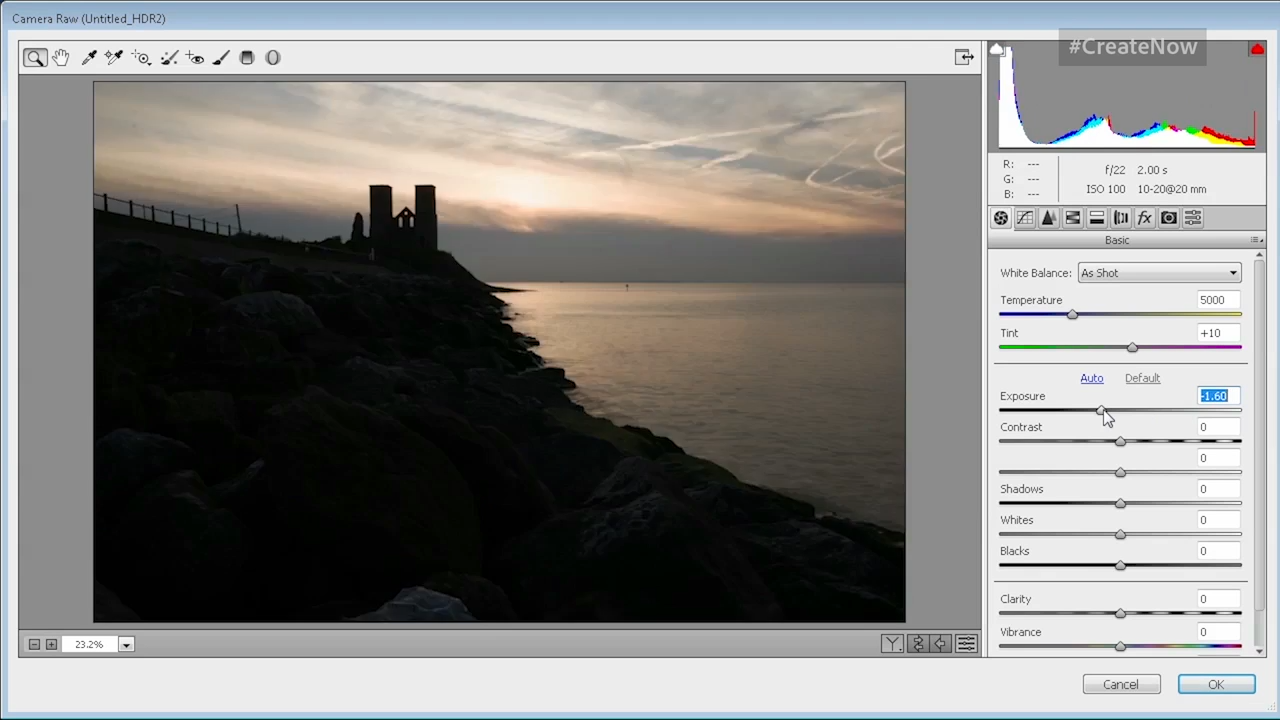 Camera Raw (Untitled_HDR2)
#CreateNow
R: ---
G: ---
B: ---
f/22 2.00 s
ISO 100 10-20@20 mm
fx
Basic
White Balance: As Shot
Temperature 5000
Tint +10
Auto Default
Exposure -1.60
Contrast 0
0
Shadows 0
Whites 0
Blacks 0
Clarity 0
Vibrance 0
23.2%
Y
Cancel OK